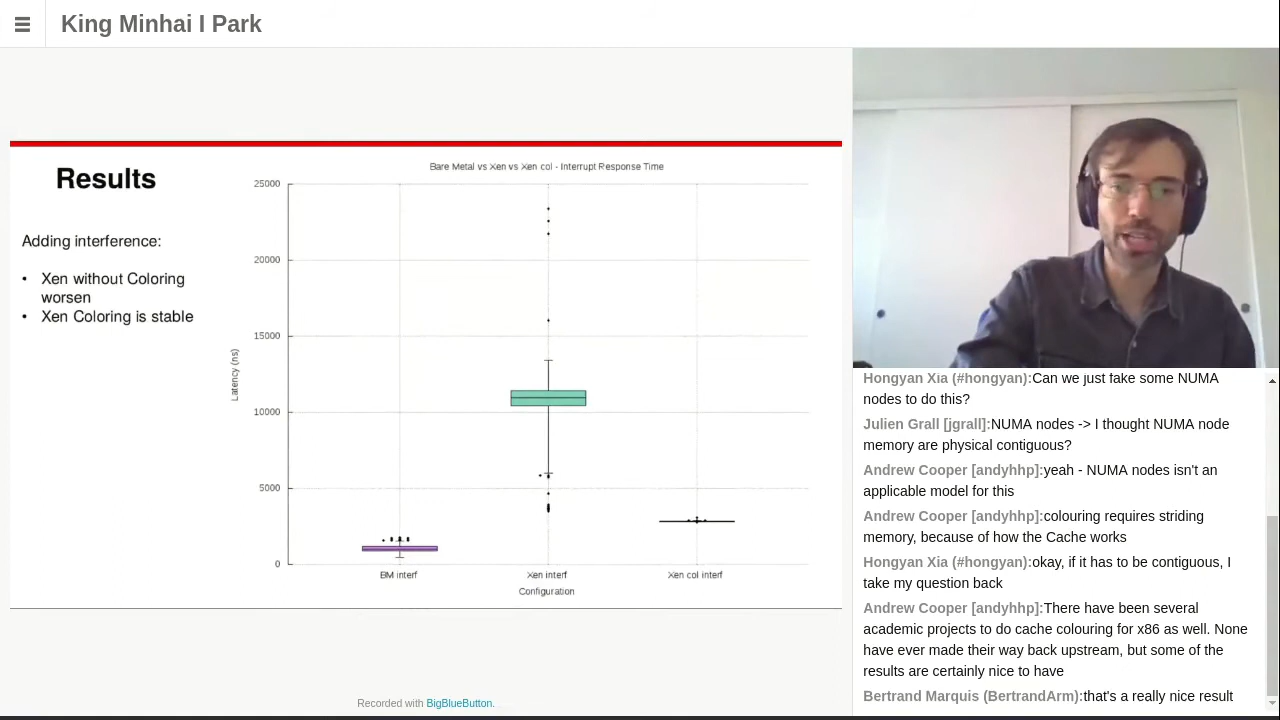 King Minhai I Park
Results
Adding interference:
• Xen without Coloring
worsen
• Xen Coloring is stable
Bare Metal vs Xen vs Xen col - Interrupt Response Time
25000
20000
15000
10000
5000
0
Latency (ns)
BM interf
Xen interf
Xen col interf
Configuration
Recorded with BigBlueButton.
Hongyan Xia (#hongyan):Can we just fake some NUMA
nodes to do this?
Julien Grall [jgrall]:NUMA nodes -> I thought NUMA node
memory are physical contiguous?
Andrew Cooper [andyhhp]:yeah - NUMA nodes isn't an
applicable model for this
Andrew Cooper [andyhhp]:colouring requires striding
memory, because of how the Cache works
Hongyan Xia (#hongyan):okay, if it has to be contiguous, I
take my question back
Andrew Cooper [andyhhp]:There have been several
academic projects to do cache colouring for x86 as well. None
have ever made their way back upstream, but some of the
results are certainly nice to have
Bertrand Marquis (BertrandArm):that's a really nice result